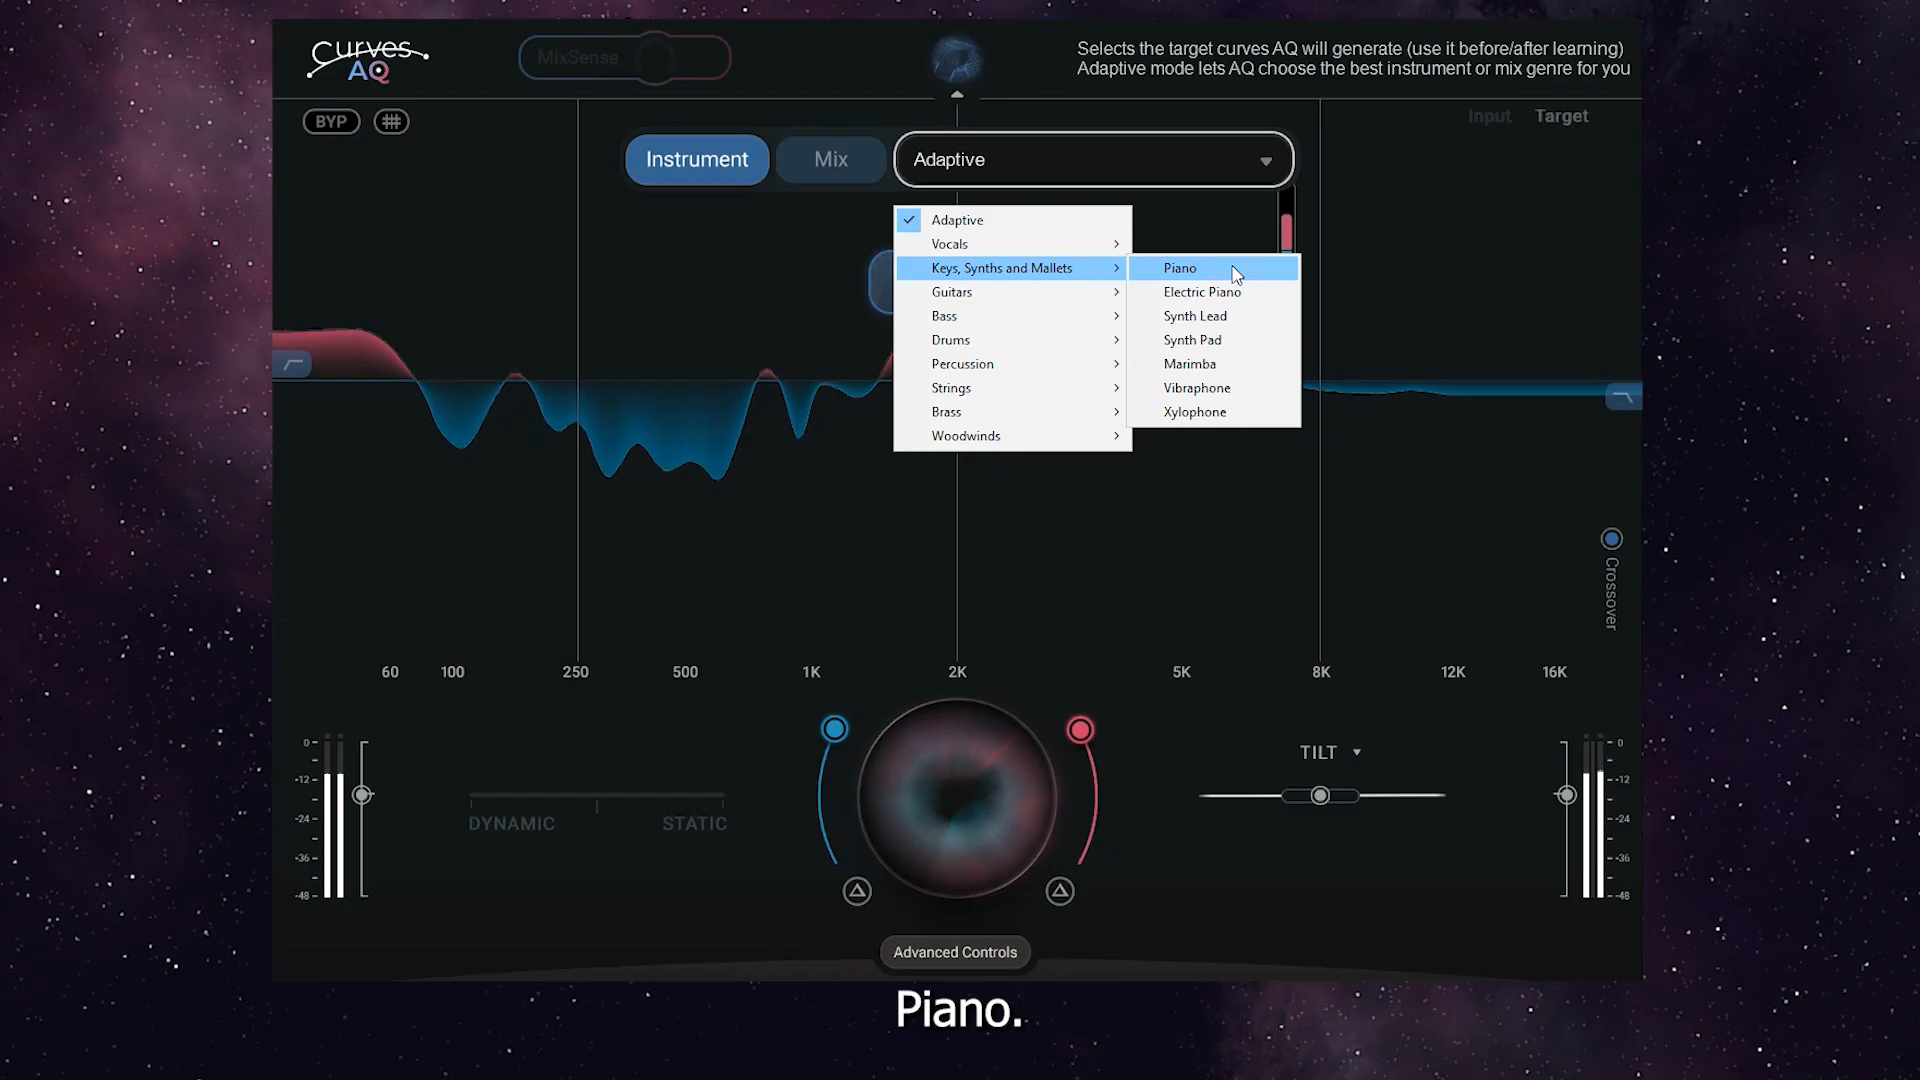 Curves
AQ
MixSense
Selects the target curves AQ will generate (use it before/after learning)
Adaptive mode lets AQ choose the best instrument or mix genre for you
BYP
Input Target
Instrument Mix Adaptive
Adaptive
Vocals
Keys, Synths and Mallets
Guitars
Bass
Drums
Percussion
Strings
Brass
Woodwinds
Piano
Electric Piano
Synth Lead
Synth Pad
Marimba
Vibraphone
Xylophone
Crossover
60 100 250 500 1K 2K 5K 8K 12K 16K
0
-12
-24
-36
-48
DYNAMIC STATIC
TILT
0
-12
-24
-36
-48
Advanced Controls
Piano.